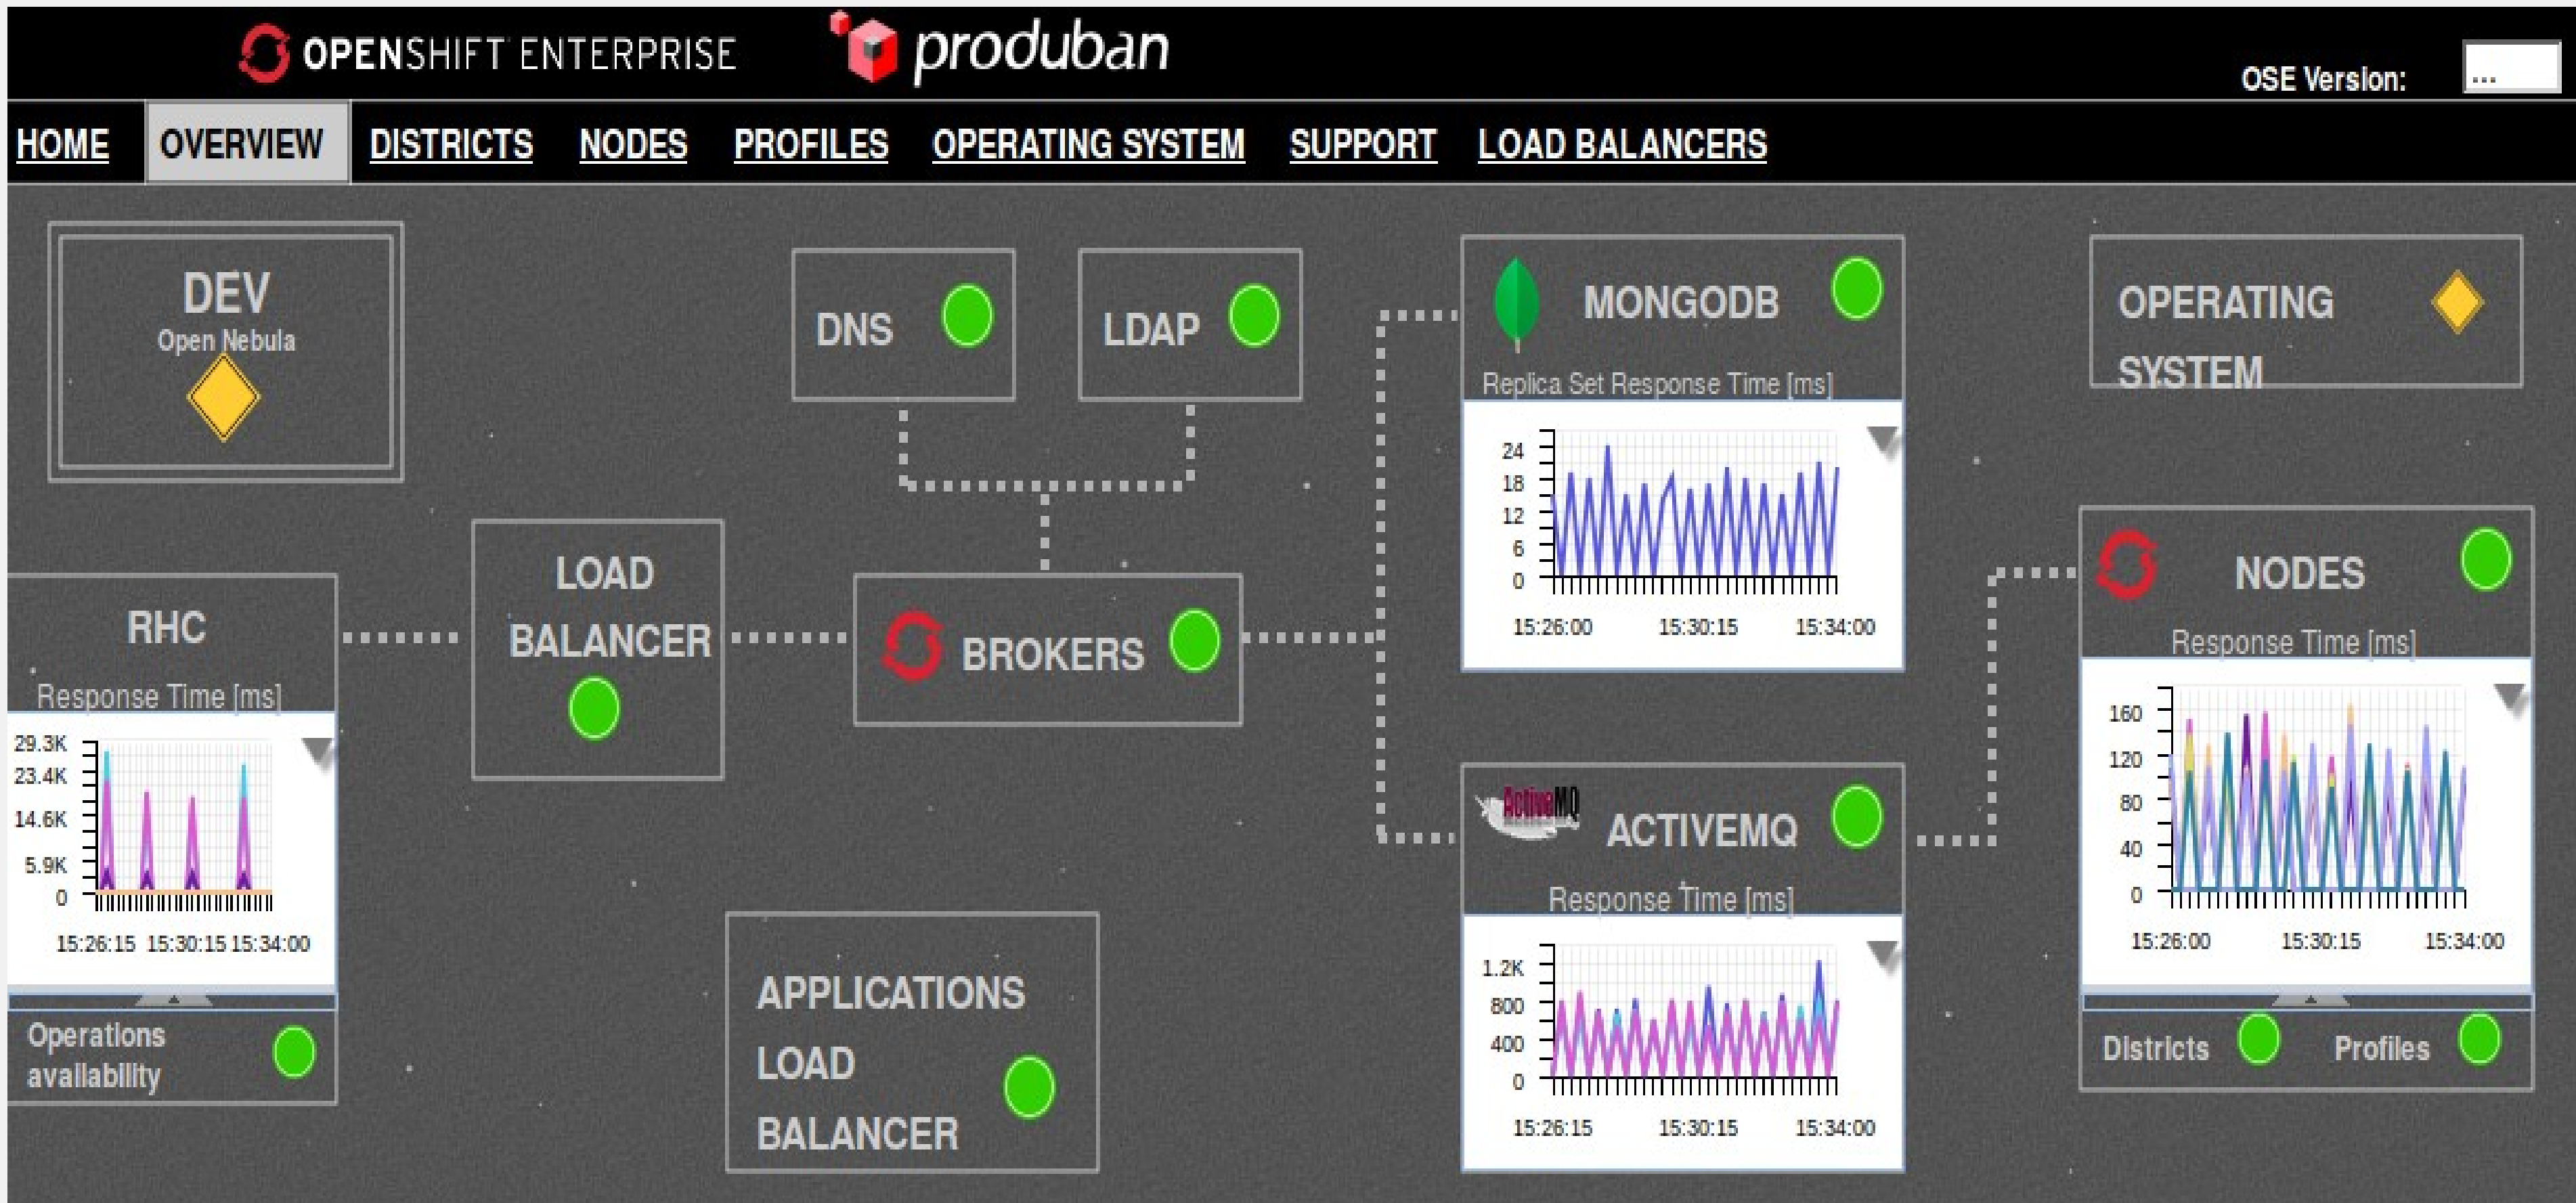 OPENSHIFT ENTERPRISE
produban
OSE Version:
...
HOME
OVERVIEW
DISTRICTS
NODES
PROFILES
OPERATING SYSTEM
SUPPORT
LOAD BALANCERS
DEV
Open Nebula
DNS
LDAP
MONGODB
Replica Set Response Time [ms]
24
18
12
6
0
15:26:00
15:30:15
15:34:00
OPERATING
SYSTEM
RHC
Response Time [ms]
29.3K
23.4K
14.6K
5.9K
0
15:26:15
15:30:15
15:34:00
Operations
availability
LOAD
BALANCER
BROKERS
ActiveMQ
ACTIVEMQ
Response Time [ms]
1.2K
800
400
0
15:26:15
15:30:15
15:34:00
NODES
Response Time [ms]
160
120
80
40
0
15:26:00
15:30:15
15:34:00
Districts
Profiles
APPLICATIONS
LOAD
BALANCER